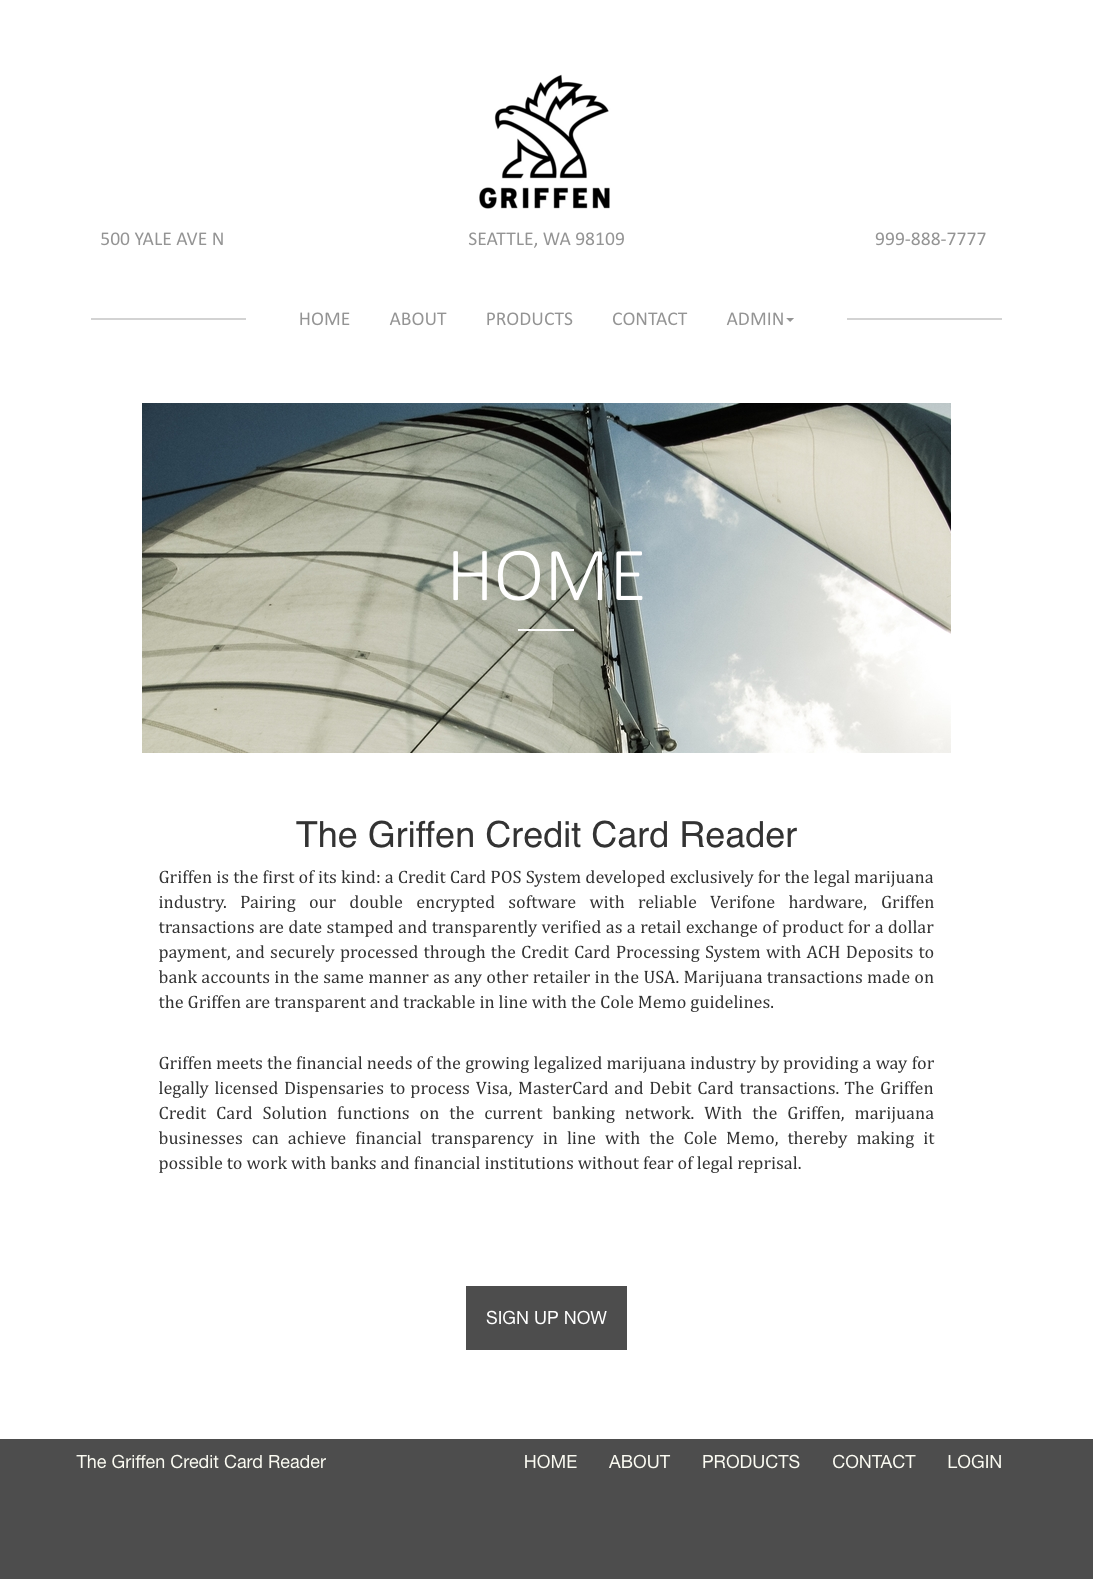 GRIFFEN
500 YALE AVE N
SEATTLE, WA 98109
999-888-7777
HOME
ABOUT
PRODUCTS
CONTACT
ADMIN
HOME
The Griffen Credit Card Reader
Griffen is the first of its kind: a Credit Card POS System developed exclusively for the legal marijuana
industry. Pairing our double encrypted software with reliable Verifone hardware, Griffen
transactions are date stamped and transparently verified as a retail exchange of product for a dollar
payment, and securely processed through the Credit Card Processing System with ACH Deposits to
bank accounts in the same manner as any other retailer in the USA. Marijuana transactions made on
the Griffen are transparent and trackable in line with the Cole Memo guidelines.
Griffen meets the financial needs of the growing legalized marijuana industry by providing a way for
legally licensed Dispensaries to process Visa, MasterCard and Debit Card transactions. The Griffen
Credit Card Solution functions on the current banking network. With the Griffen, marijuana
businesses can achieve financial transparency in line with the Cole Memo, thereby making it
possible to work with banks and financial institutions without fear of legal reprisal.
SIGN UP NOW
The Griffen Credit Card Reader
HOME
ABOUT
PRODUCTS
CONTACT
LOGIN